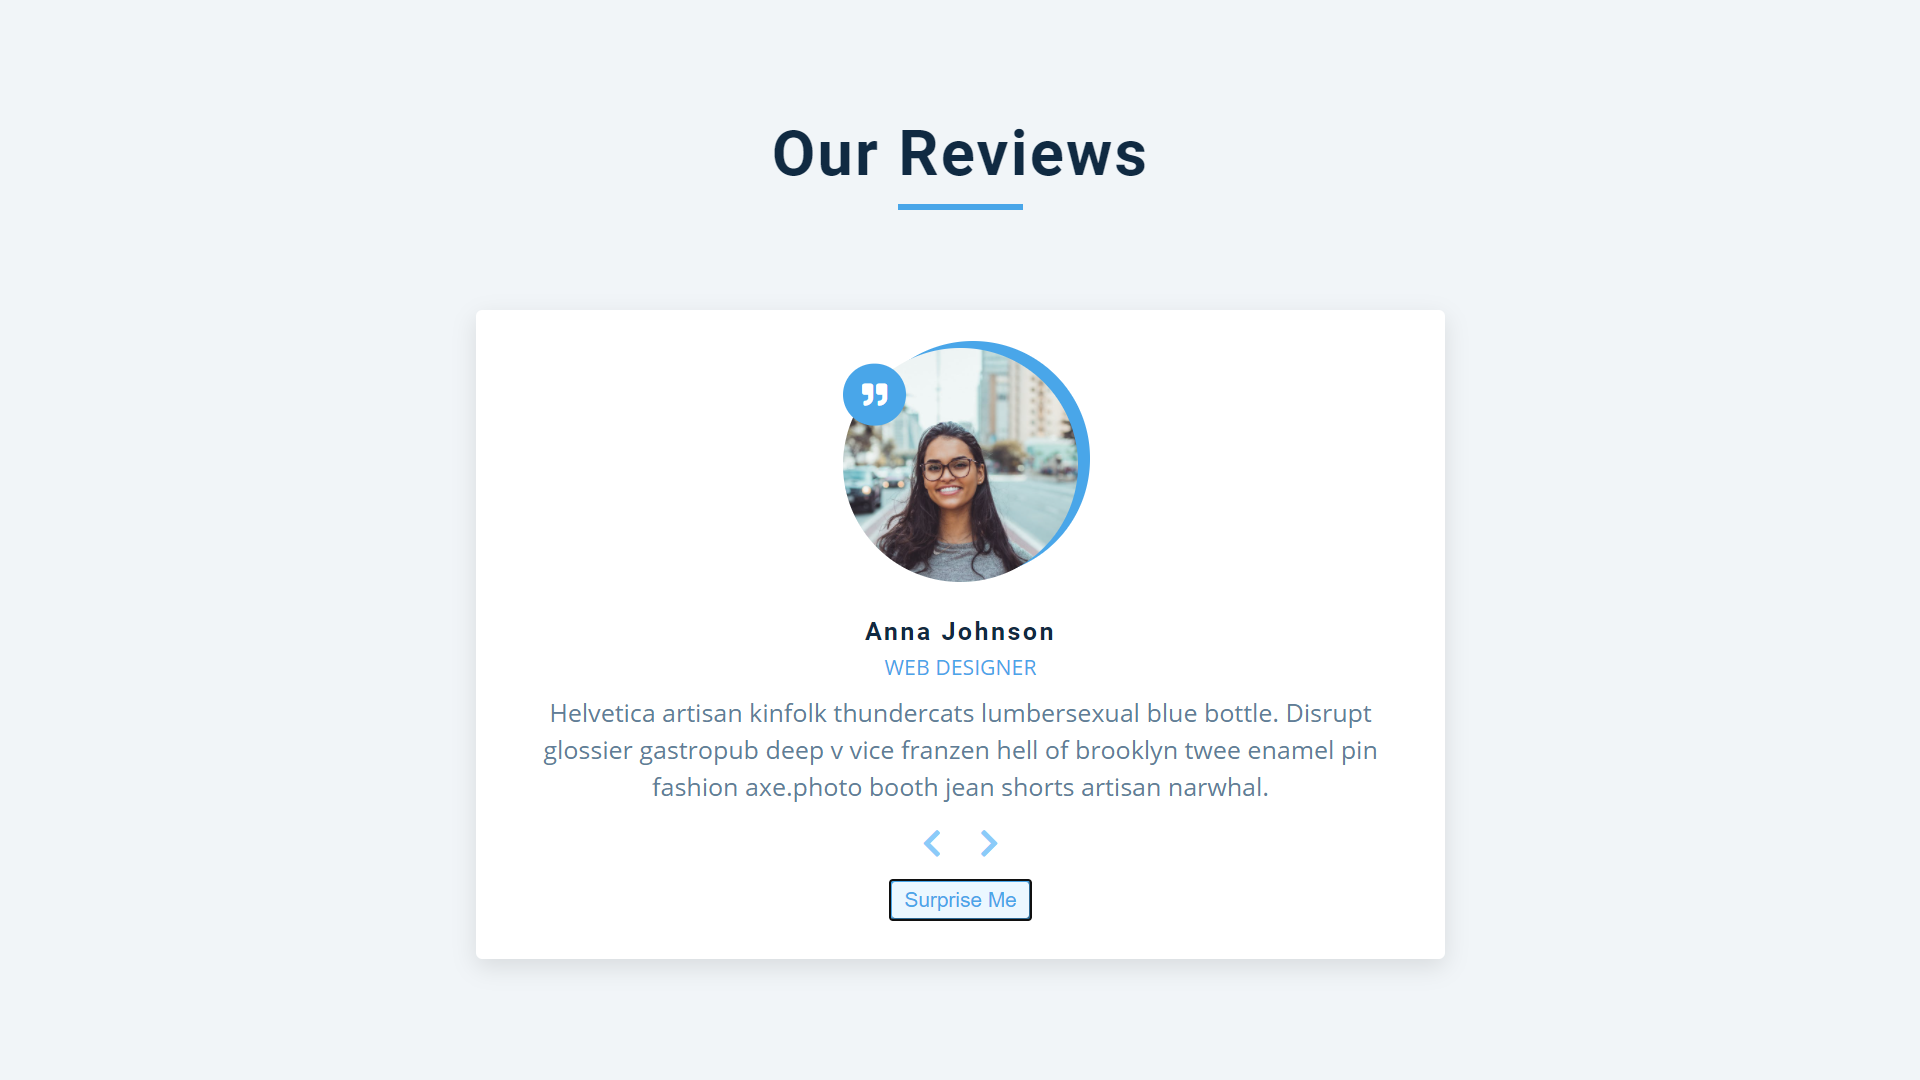 Our Reviews
Anna Johnson
WEB DESIGNER
Helvetica artisan kinfolk thundercats lumbersexual blue bottle. Disrupt
glossier gastropub deep v vice franzen hell of brooklyn twee enamel pin
fashion axe.photo booth jean shorts artisan narwhal.
Surprise Me